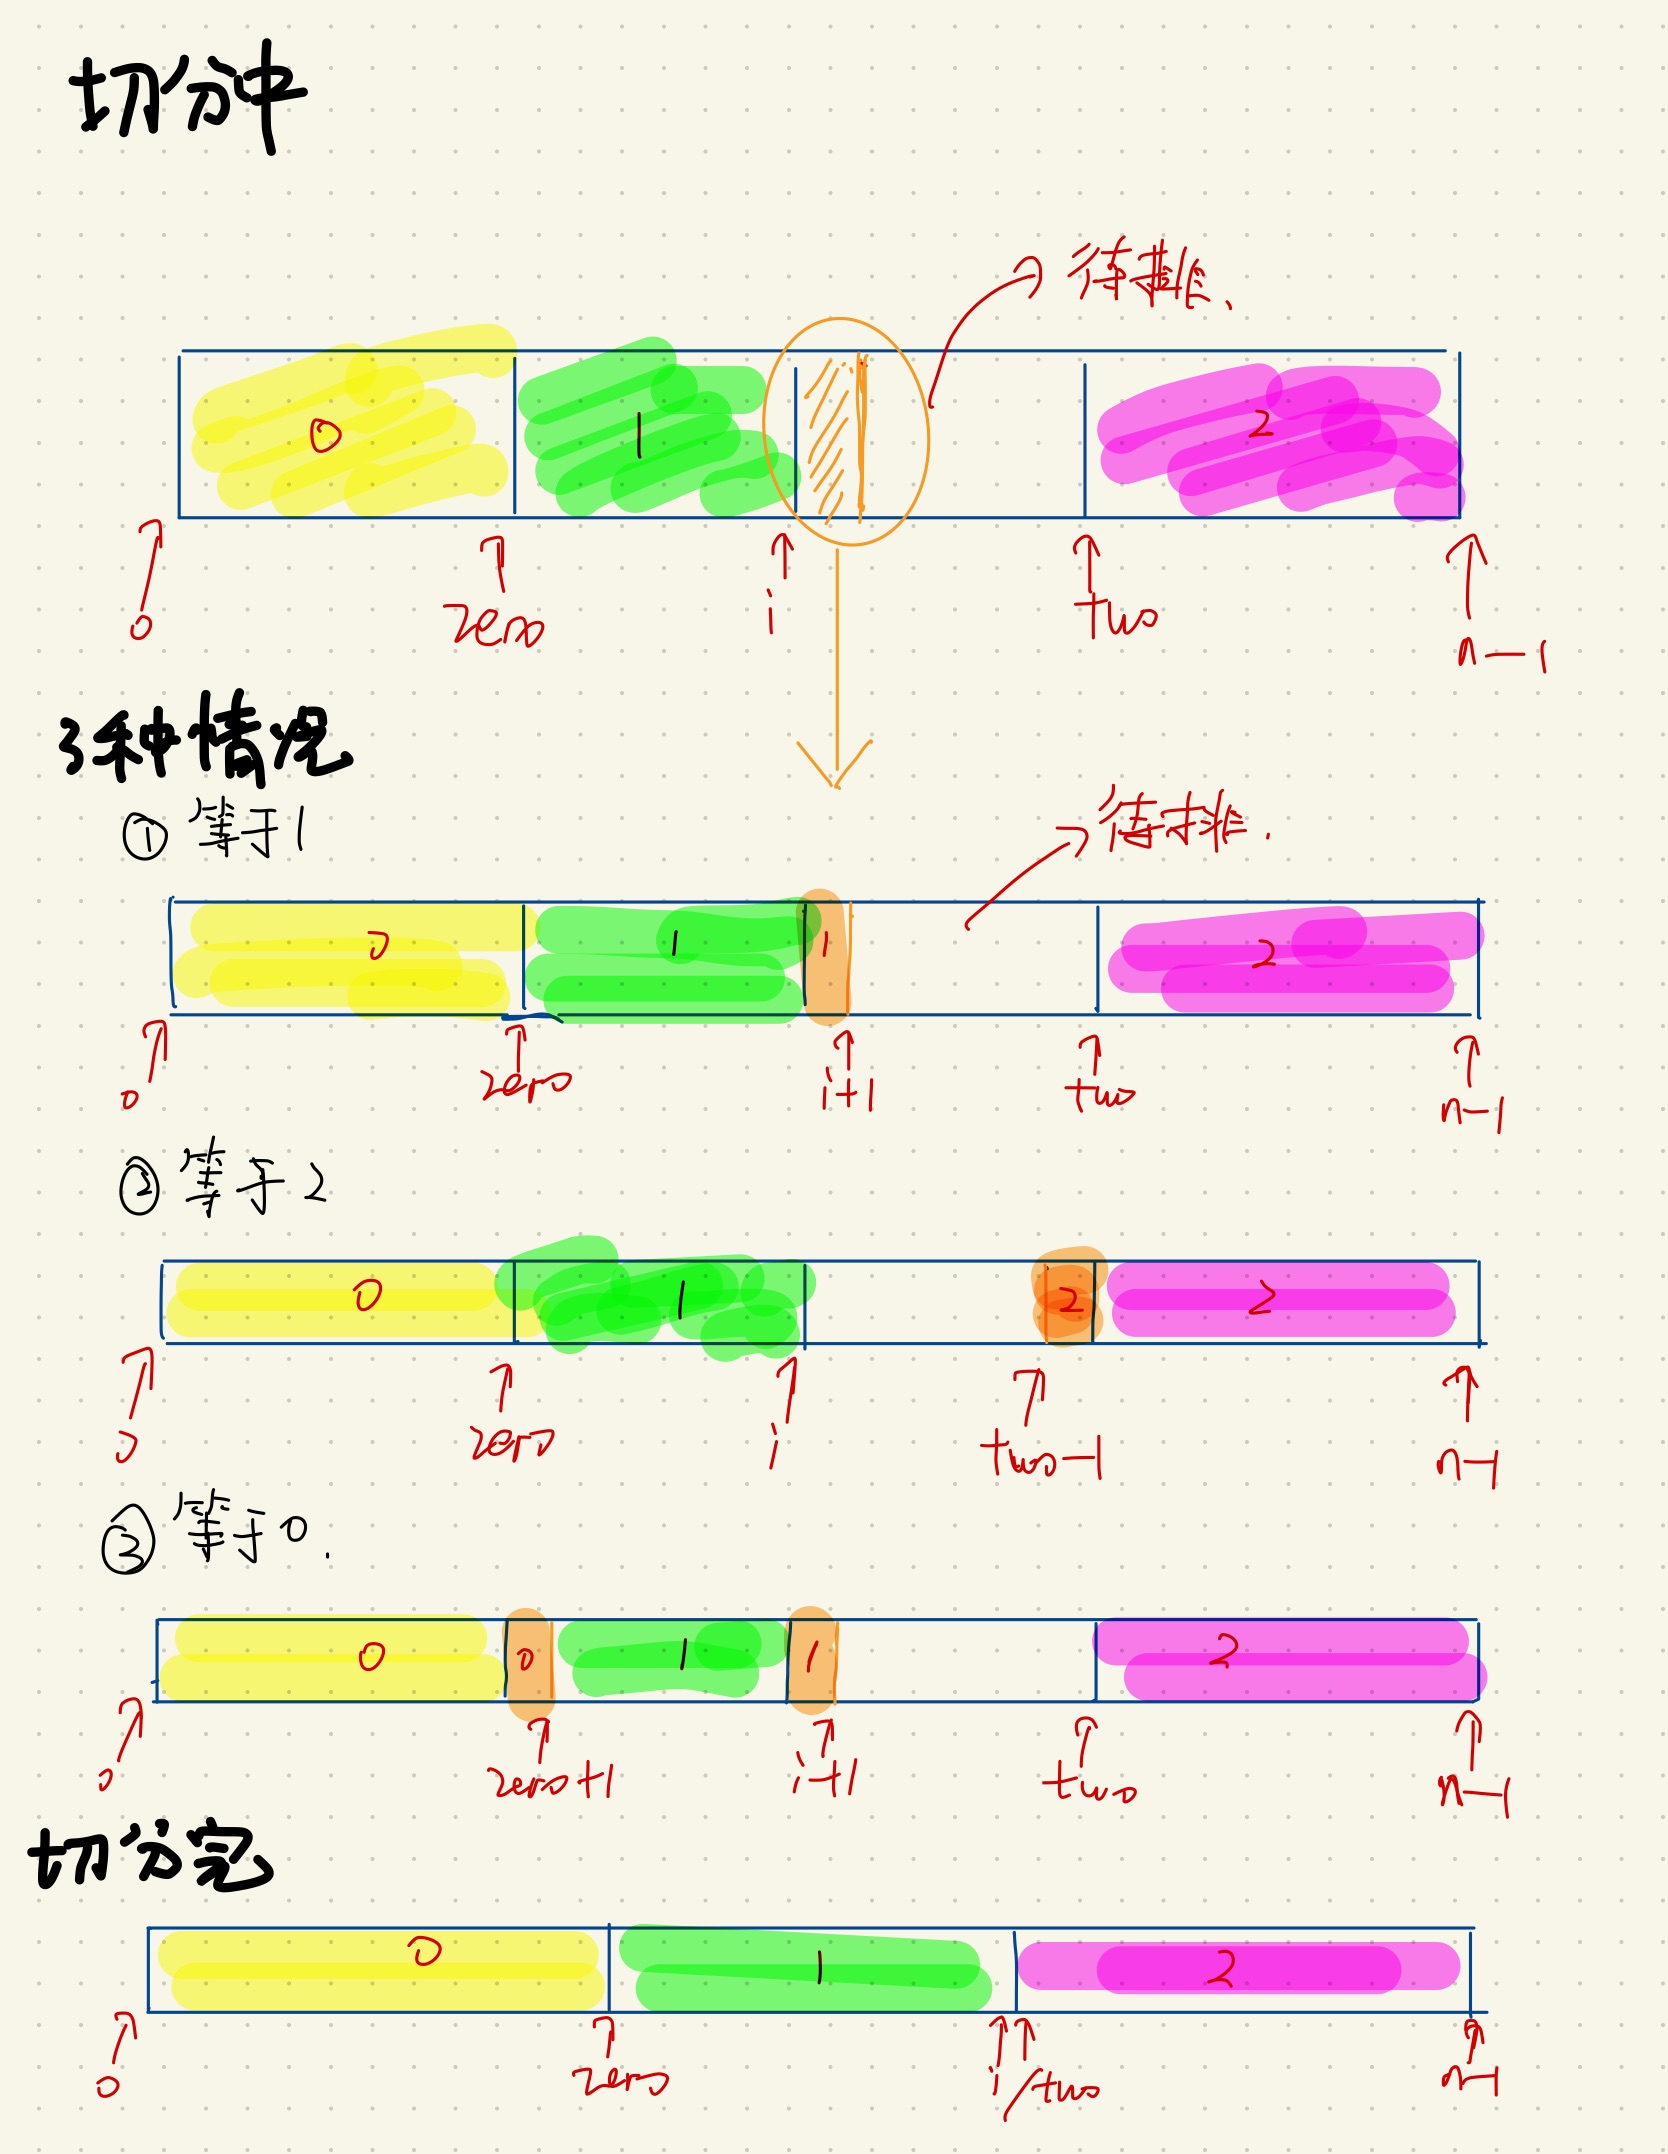 切分中
待排.
0 1 2
0 zero i two n-1
3种情况
① 等于1
待排.
0 1 1 2
0 zero i+1 two n-1
② 等于2
0 1 2 2
0 zero i two-1 n-1
③ 等于0.
0 0 1 1 2
0 zero+1 i+1 two n-1
切分完
0 1 2
0 zero i/two n-1